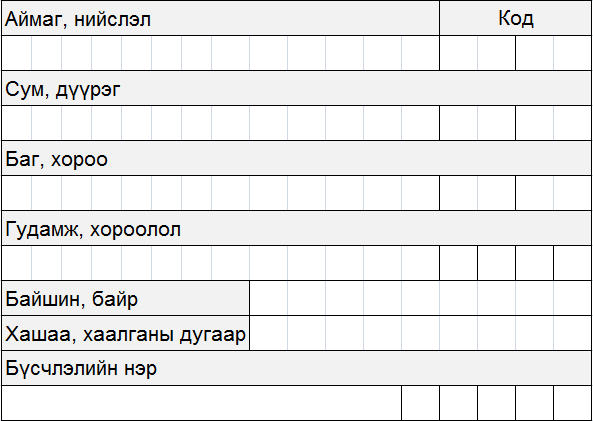 Аймаг, нийслэл Код
Сум, дүүрэг
Баг, хороо
Гудамж, хороолол
Байшин, байр
Хашаа, хаалганы дугаар
Бүсчлэлийн нэр